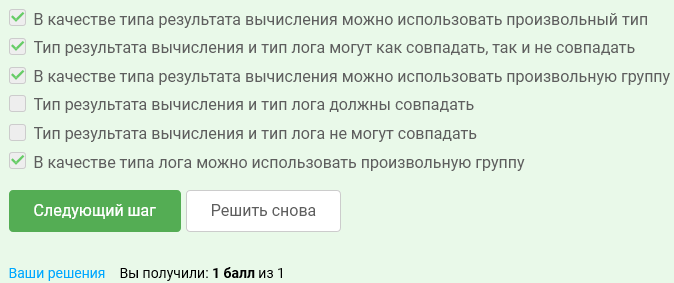 В качестве типа результата вычисления можно использовать произвольный тип
Тип результата вычисления и тип лога могут как совпадать, так и не совпадать
В качестве типа результата вычисления можно использовать произвольную группу
Тип результата вычисления и тип лога должны совпадать
Тип результата вычисления и тип лога не могут совпадать
В качестве типа лога можно использовать произвольную группу
Следующий шаг Решить снова
Ваши решения Вы получили: 1 балл из 1